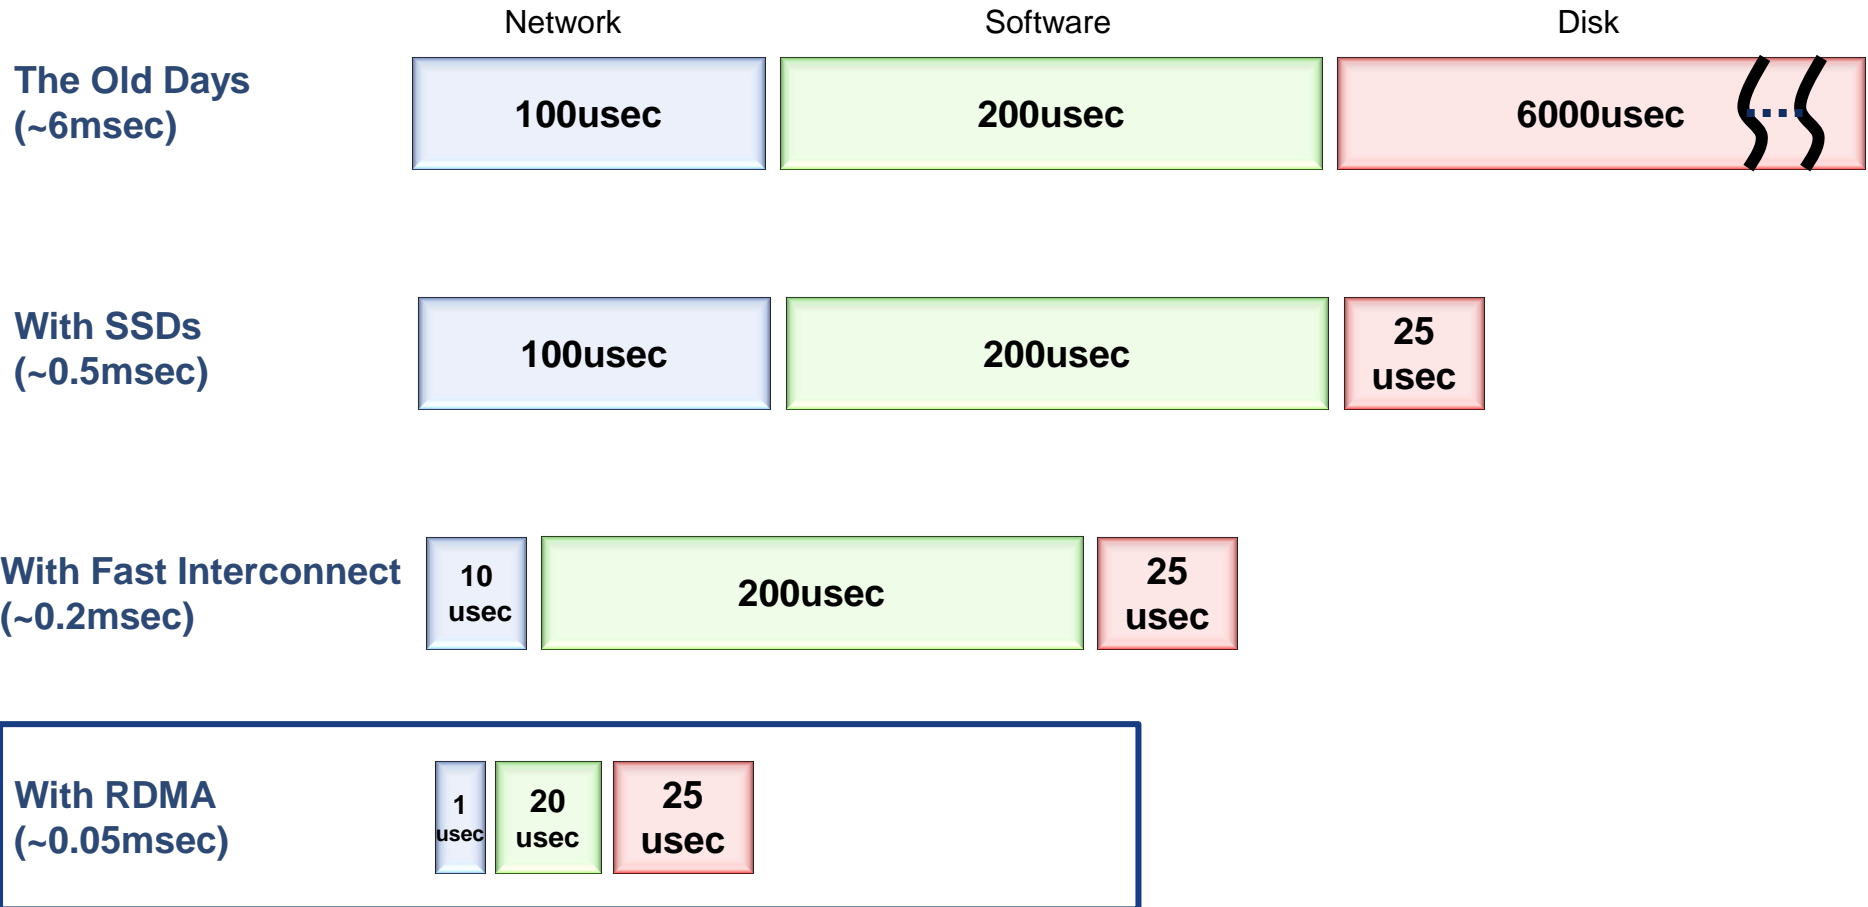 Network Software Disk
The Old Days
(~6msec)
100usec 200usec 6000usec
With SSDs
(~0.5msec)
100usec 200usec
25
usec
With Fast Interconnect
(~0.2msec)
10
usec
200usec
25
usec
With RDMA
(~0.05msec)
1
usec
20
usec
25
usec